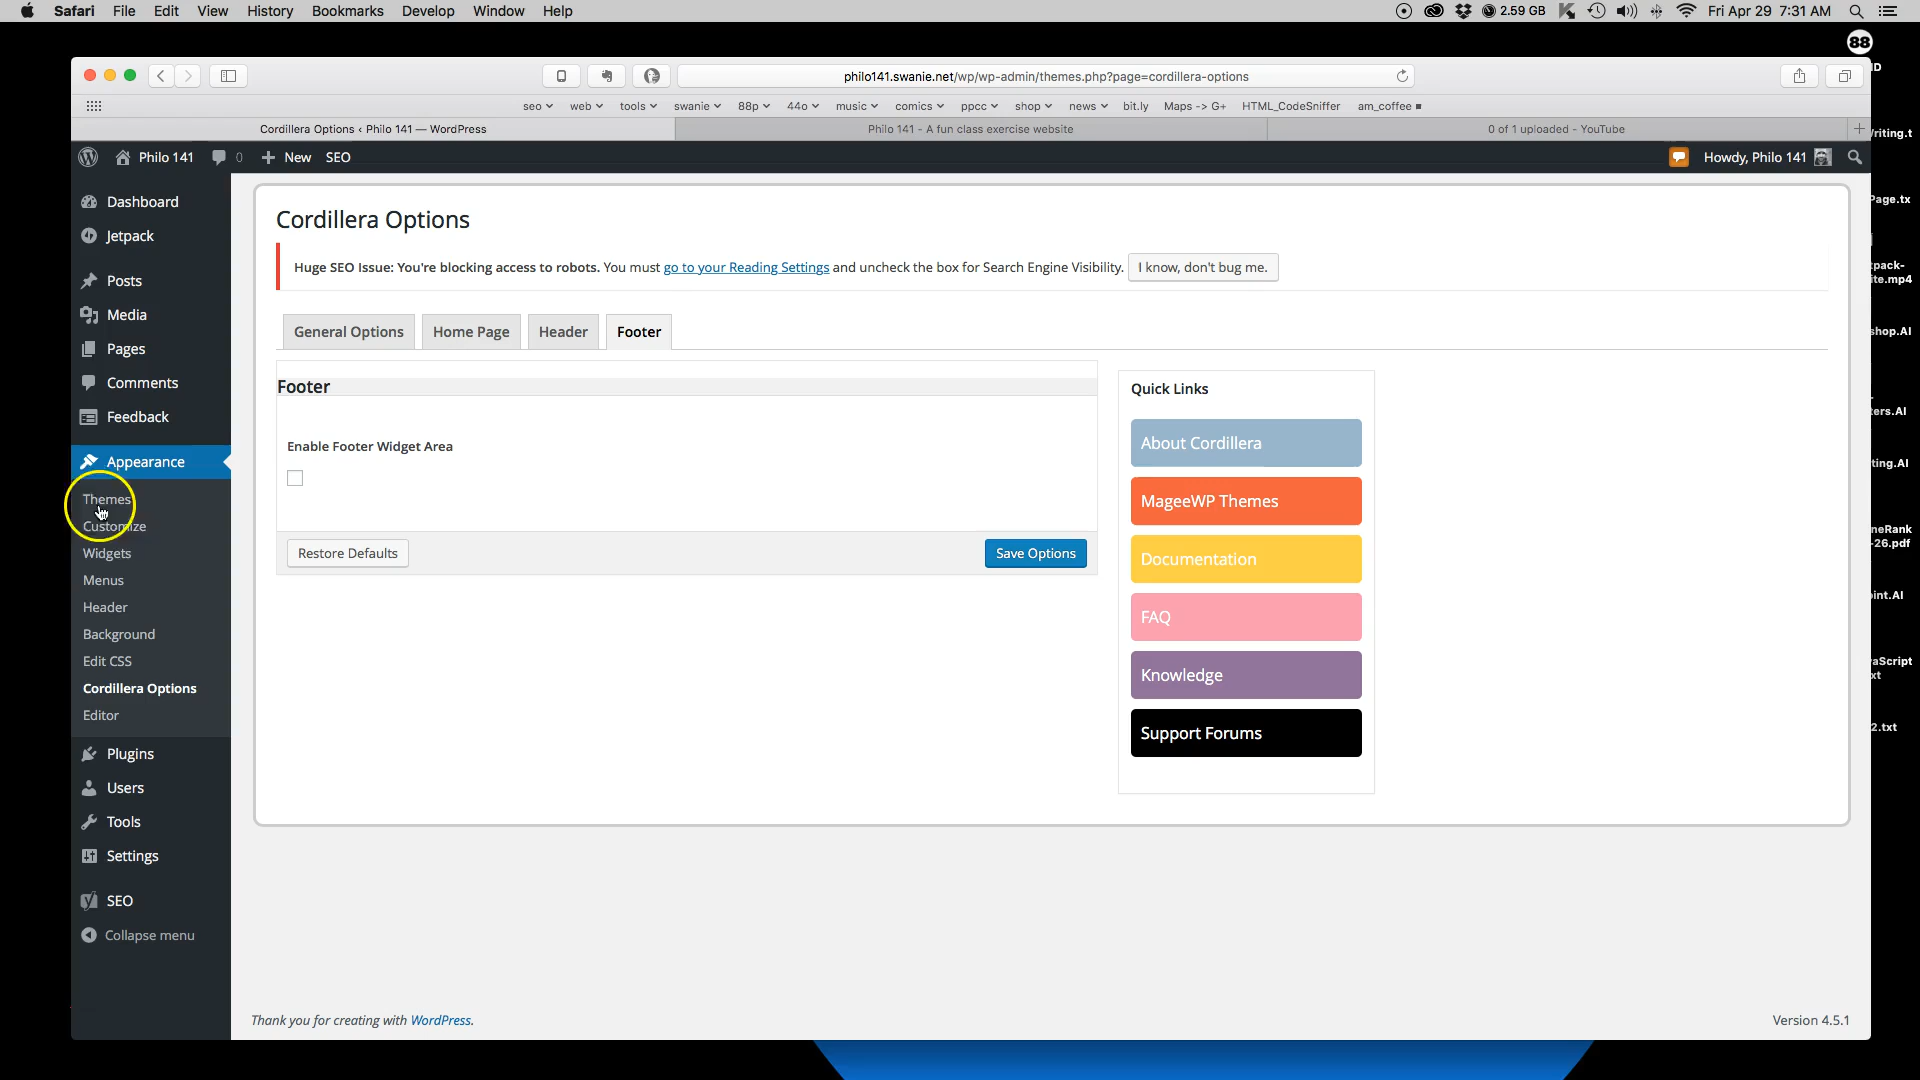 Safari File Edit View History Bookmarks Develop Window Help 2.59 GB Fri Apr 29 7:31 AM
88
philo141.swanie.net/wp/wp-admin/themes.php?page=cordillera-options
seo web tools swanie 88p 44o music comics ppcc shop news bit.ly Maps -> G+ HTML_CodeSniffer am_coffee
Cordillera Options ‹ Philo 141 — WordPress
Philo 141 - A fun class exercise website
0 of 1 uploaded - YouTube
Philo 141 0 New SEO
Howdy, Philo 141
Dashboard
Jetpack
Posts
Media
Pages
Comments
Feedback
Appearance
Themes
Customize
Widgets
Menus
Header
Background
Edit CSS
Cordillera Options
Editor
Plugins
Users
Tools
Settings
SEO
Collapse menu
Cordillera Options
Huge SEO Issue: You're blocking access to robots. You must go to your Reading Settings and uncheck the box for Search Engine Visibility. I know, don't bug me.
General Options Home Page Header Footer
Footer
Enable Footer Widget Area
Restore Defaults
Save Options
Quick Links
About Cordillera
MageeWP Themes
Documentation
FAQ
Knowledge
Support Forums
Thank you for creating with WordPress.
Version 4.5.1